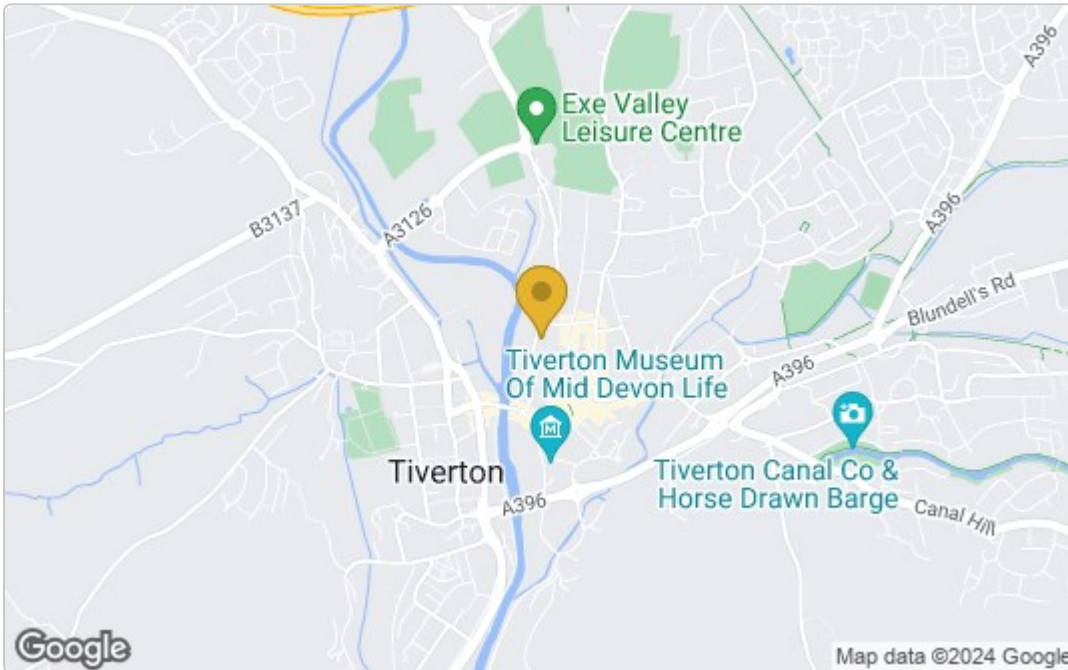 A396
Exe Valley
Leisure Centre
A3126
B3137
A396
Blundell's Rd
Tiverton Museum
Of Mid Devon Life
A396
M
Tiverton
Tiverton Canal Co &
Horse Drawn Barge
A396
Canal Hill
Google
Map data ©2024 Google